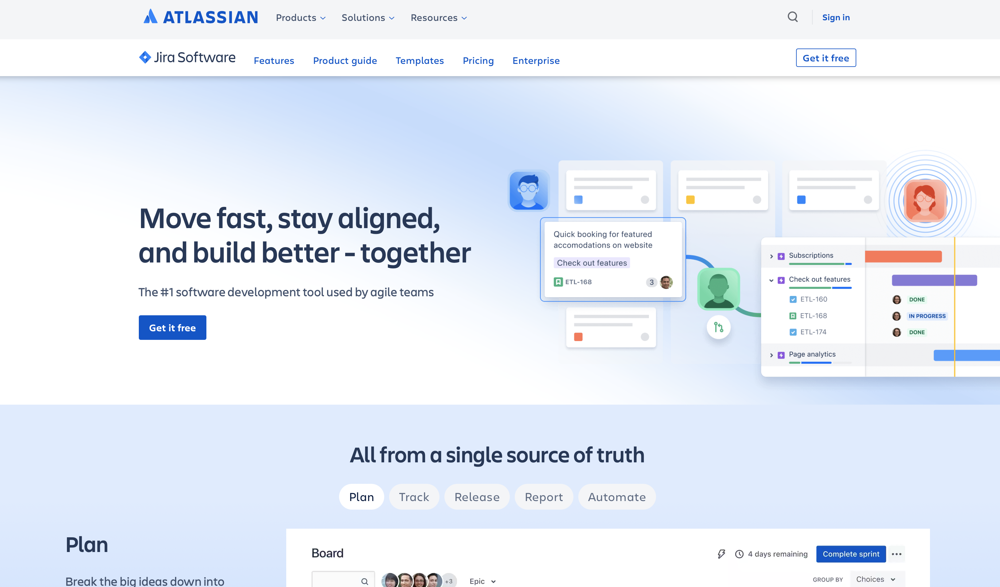 ATLASSIAN
Products
Solutions
Resources
Sign in
Jira Software
Features
Product guide
Templates
Pricing
Enterprise
Get it free
Move fast, stay aligned,
and build better - together
The #1 software development tool used by agile teams
Get it free
Quick booking for featured
accomodations on website
Check out features
ETL-168
3
Subscriptions
Check out features
ETL-160
DONE
ETL-168
IN PROGRESS
ETL-174
DONE
Page analytics
All from a single source of truth
Plan
Track
Release
Report
Automate
Plan
Break the big ideas down into
Board
4 days remaining
Complete sprint
+3
Epic
GROUP BY
Choices